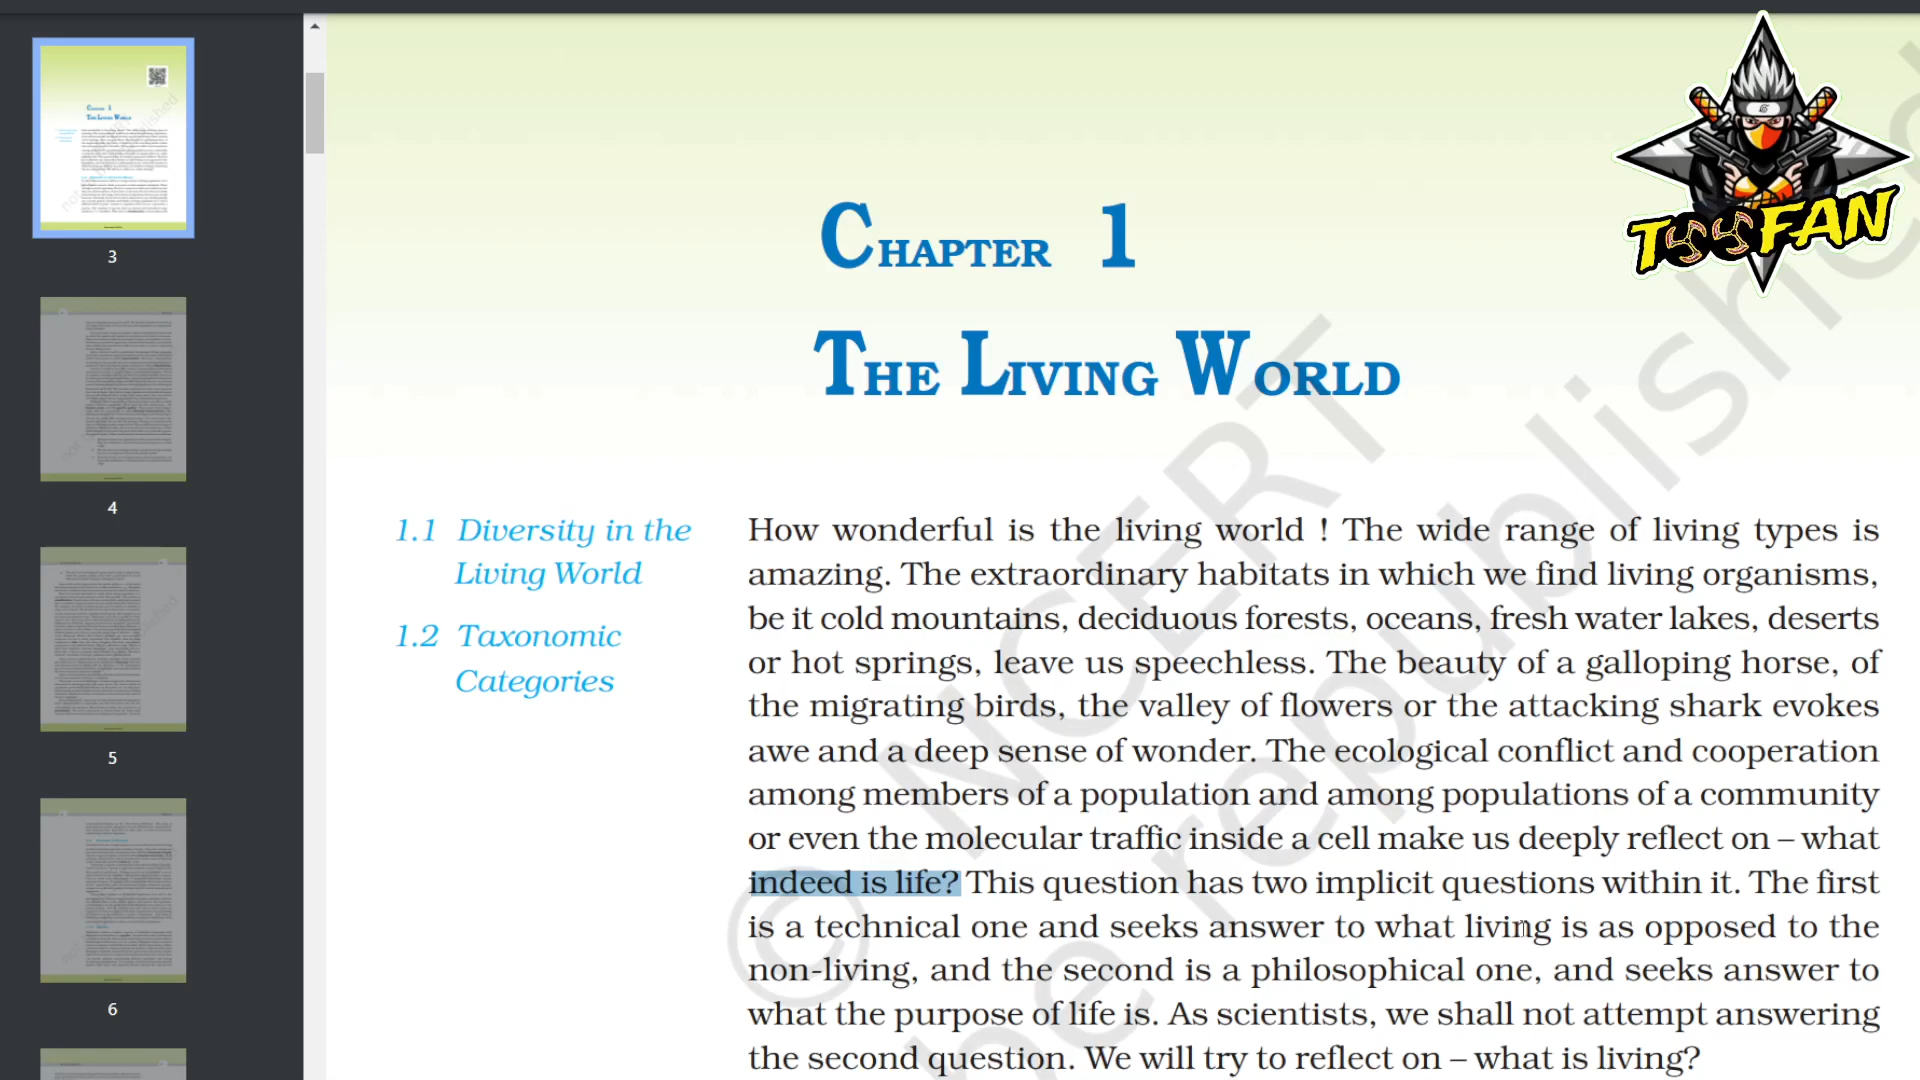 3
4
5
6
TOOFAN
CHAPTER 1
THE LIVING WORLD
1.1 Diversity in the
Living World
1.2 Taxonomic
Categories
How wonderful is the living world ! The wide range of living types is
amazing. The extraordinary habitats in which we find living organisms,
be it cold mountains, deciduous forests, oceans, fresh water lakes, deserts
or hot springs, leave us speechless. The beauty of a galloping horse, of
the migrating birds, the valley of flowers or the attacking shark evokes
awe and a deep sense of wonder. The ecological conflict and cooperation
among members of a population and among populations of a community
or even the molecular traffic inside a cell make us deeply reflect on – what
indeed is life? This question has two implicit questions within it. The first
is a technical one and seeks answer to what living is as opposed to the
non-living, and the second is a philosophical one, and seeks answer to
what the purpose of life is. As scientists, we shall not attempt answering
the second question. We will try to reflect on – what is living?
© NCERT
be republished